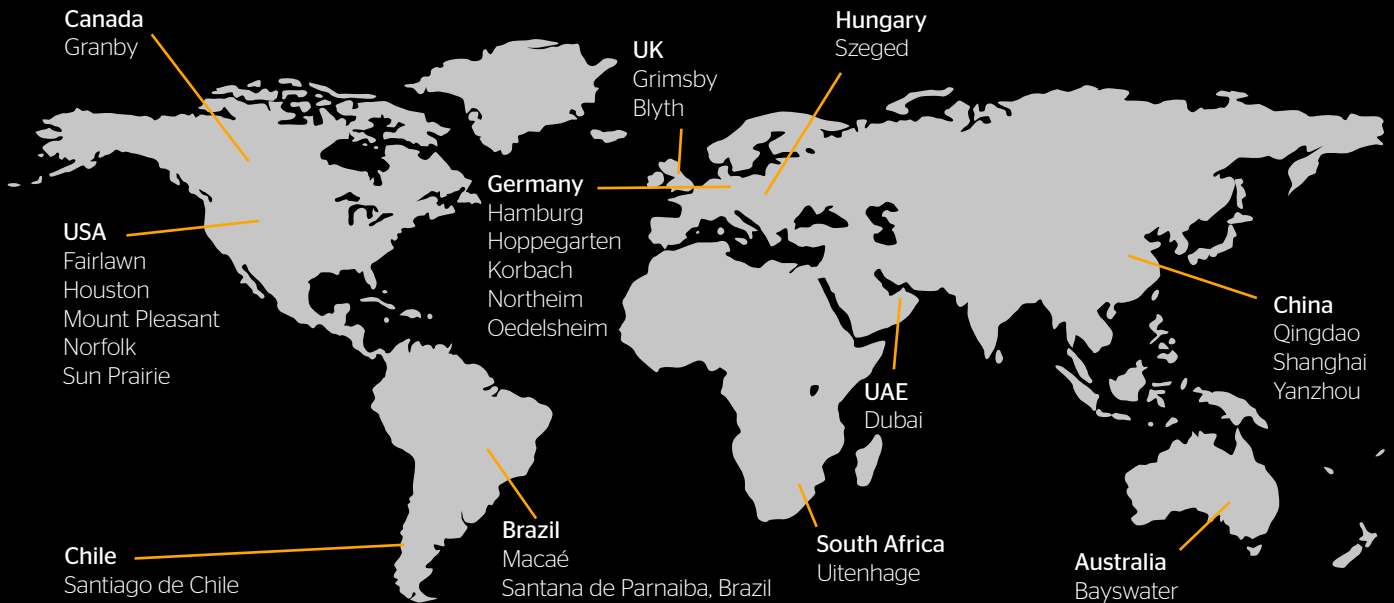 Canada
Granby
Hungary
Szeged
UK
Grimsby
Blyth
Germany
Hamburg
Hoppegarten
Korbach
Northeim
Oedelsheim
USA
Fairlawn
Houston
Mount Pleasant
Norfolk
Sun Prairie
China
Qingdao
Shanghai
Yanzhou
UAE
Dubai
Brazil
Macaé
Santana de Parnaiba, Brazil
South Africa
Uitenhage
Chile
Santiago de Chile
Australia
Bayswater